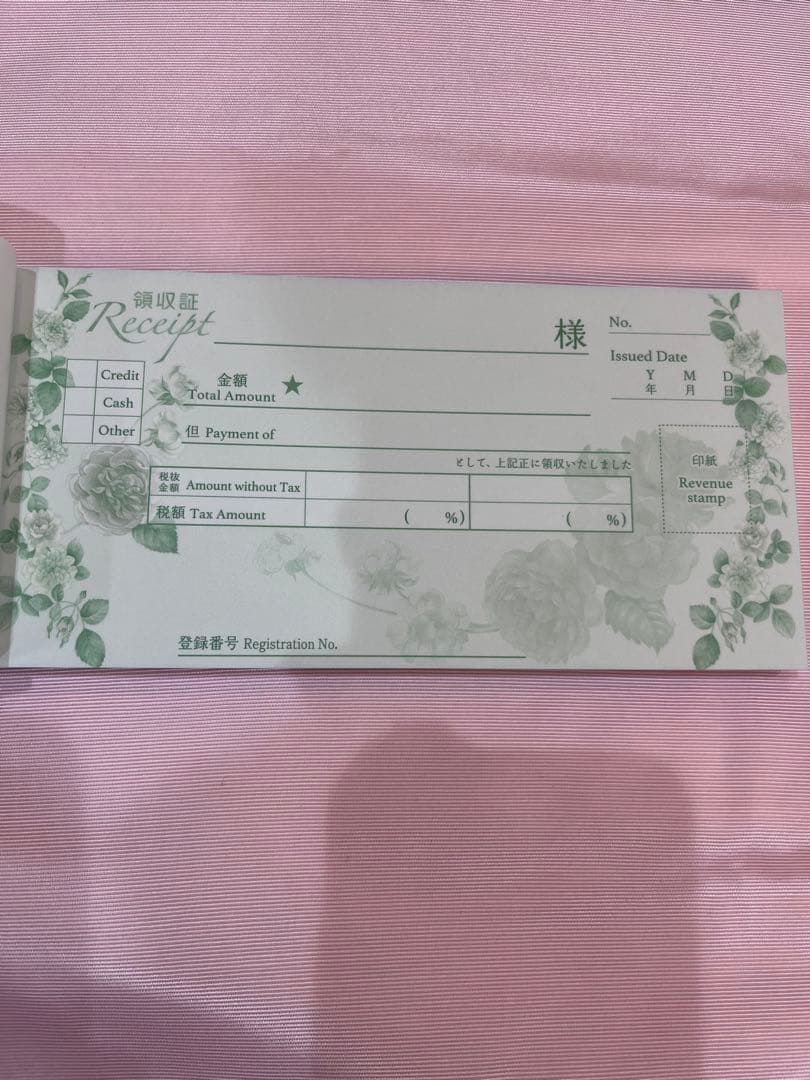 領収証
Receipt
様
No.
Issued Date
Y M D
年 月 日
Credit
Cash
Other
金額
Total Amount ★
但 Payment of
として、上記正に領収いたしました
印紙
Revenue
stamp
税抜
金額 Amount without Tax
税額 Tax Amount ( %) ( %)
登録番号 Registration No.